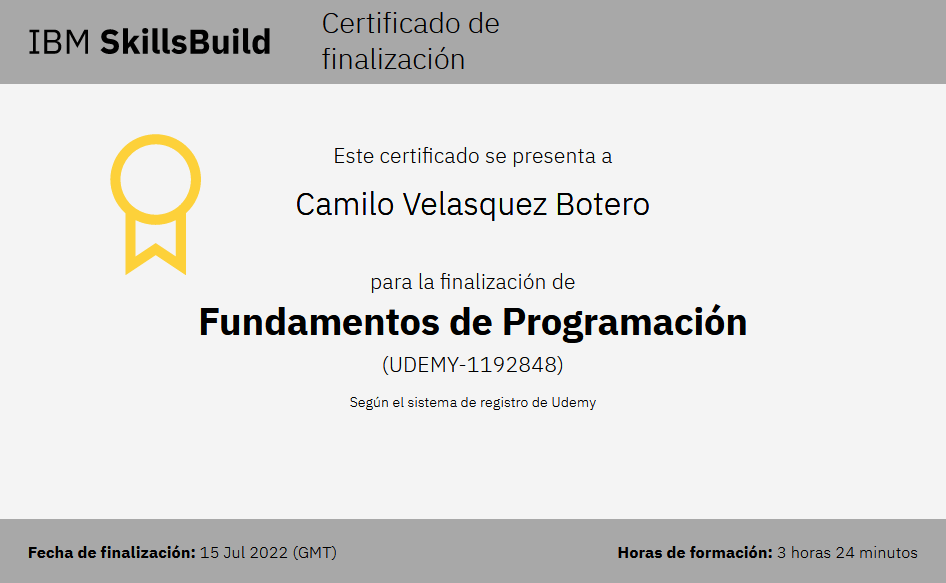 IBM SkillsBuild
Certificado de
finalización
Este certificado se presenta a
Camilo Velasquez Botero
para la finalización de
Fundamentos de Programación
(UDEMY-1192848)
Según el sistema de registro de Udemy
Fecha de finalización: 15 Jul 2022 (GMT)
Horas de formación: 3 horas 24 minutos